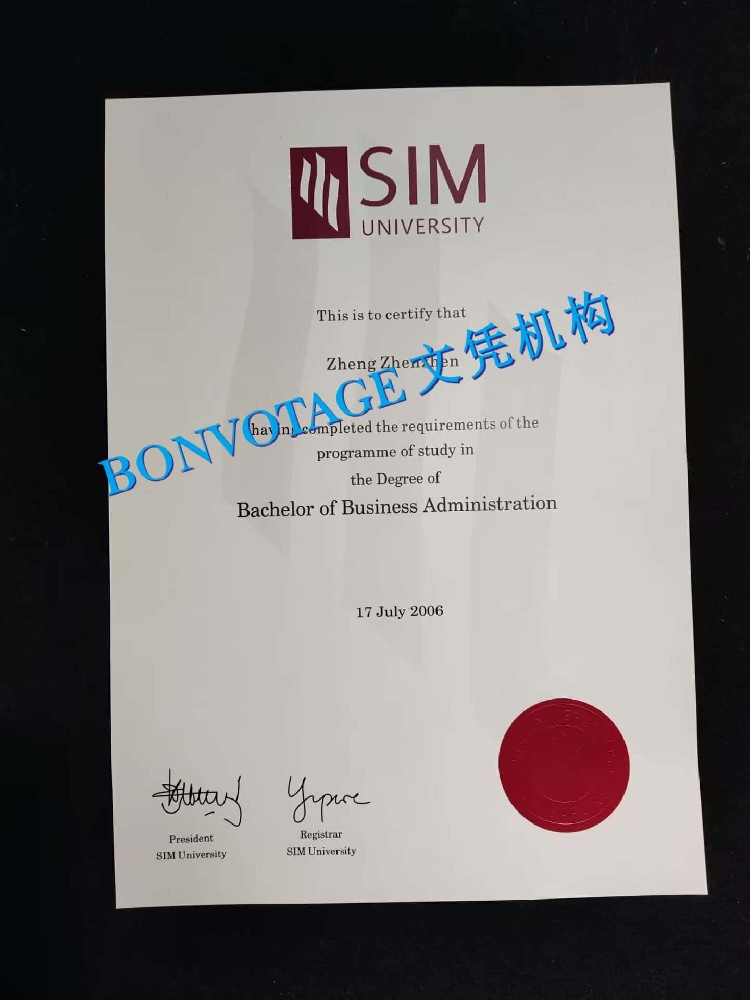 SIM
UNIVERSITY
This is to certify that
Zheng Zhenzhen
BONVOTAGE 文凭机构
having completed the requirements of the
programme of study in
the Degree of
Bachelor of Business Administration
17 July 2006
President
SIM University
Registrar
SIM University